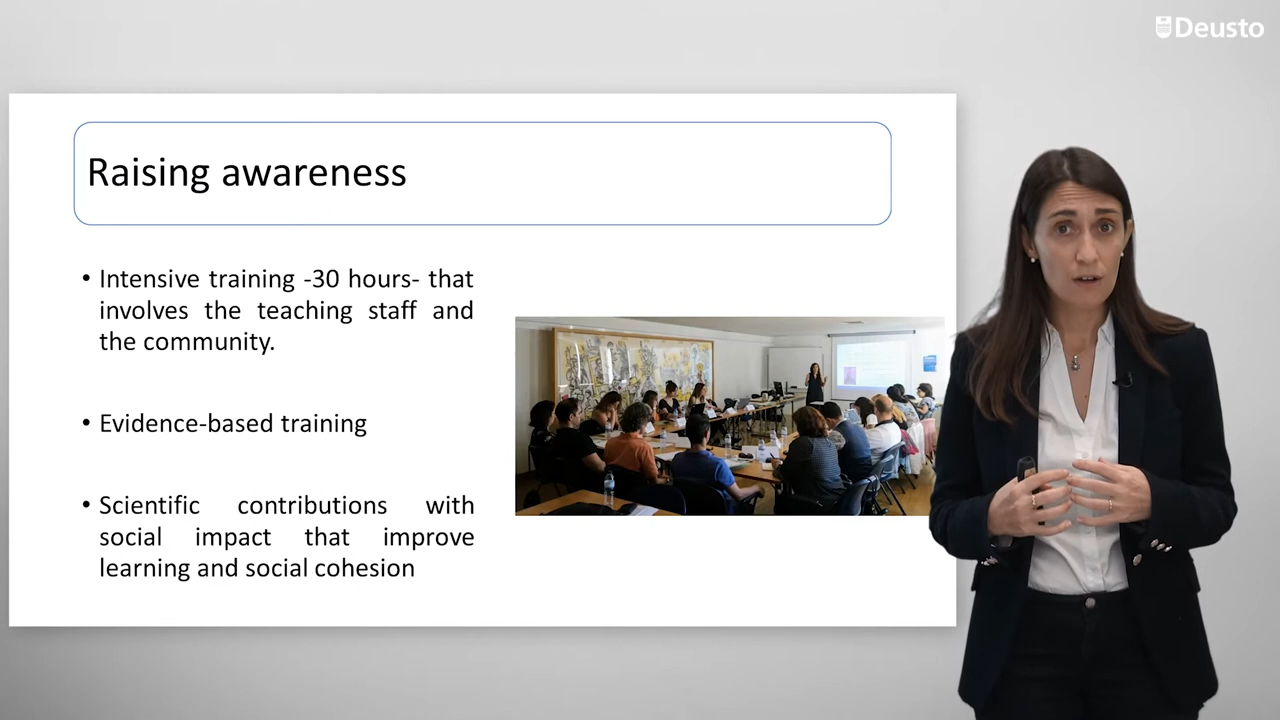 Deusto
Raising awareness
• Intensive training -30 hours- that
involves the teaching staff and
the community.
• Evidence-based training
• Scientific contributions with
social impact that improve
learning and social cohesion